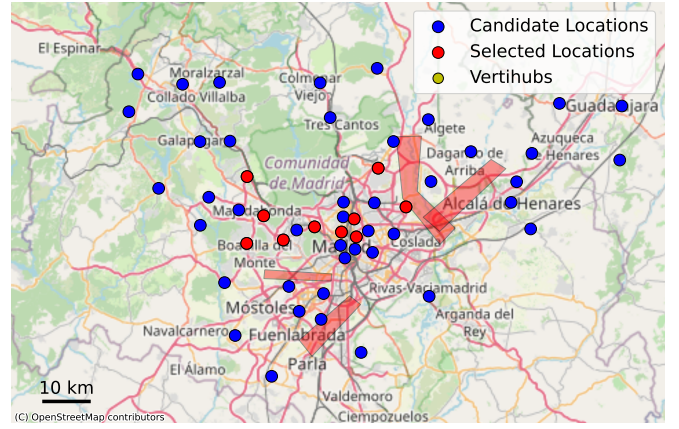 Candidate Locations
Selected Locations
Vertihubs
El Espinar
Moralzarzal
Collado Villalba
Colmenar
Viejo
Tres Cantos
Algete
Guadalajara
Azuqueca
de Henares
Galapagar
Comunidad
de Madrid
Daganzo de
Arriba
Alcalá de Henares
Majadahonda
Boadilla del
Monte
Madrid
Coslada
Rivas-Vaciamadrid
Móstoles
Arganda del
Rey
Navalcarnero
Fuenlabrada
El Álamo
Parla
Valdemoro
Ciempozuelos
10 km
(C) OpenStreetMap contributors